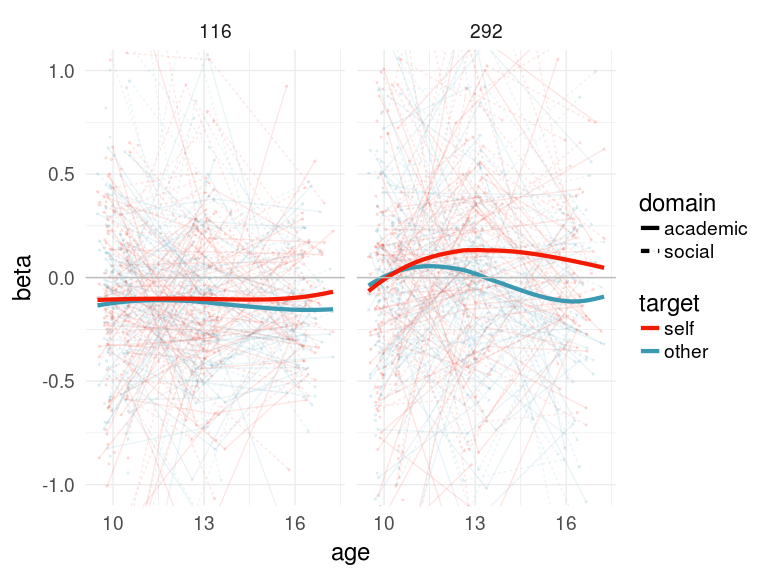 116 292
beta
1.0
0.5
0.0
-0.5
-1.0
10 13 16 10 13 16
age
domain
academic
social
target
self
other